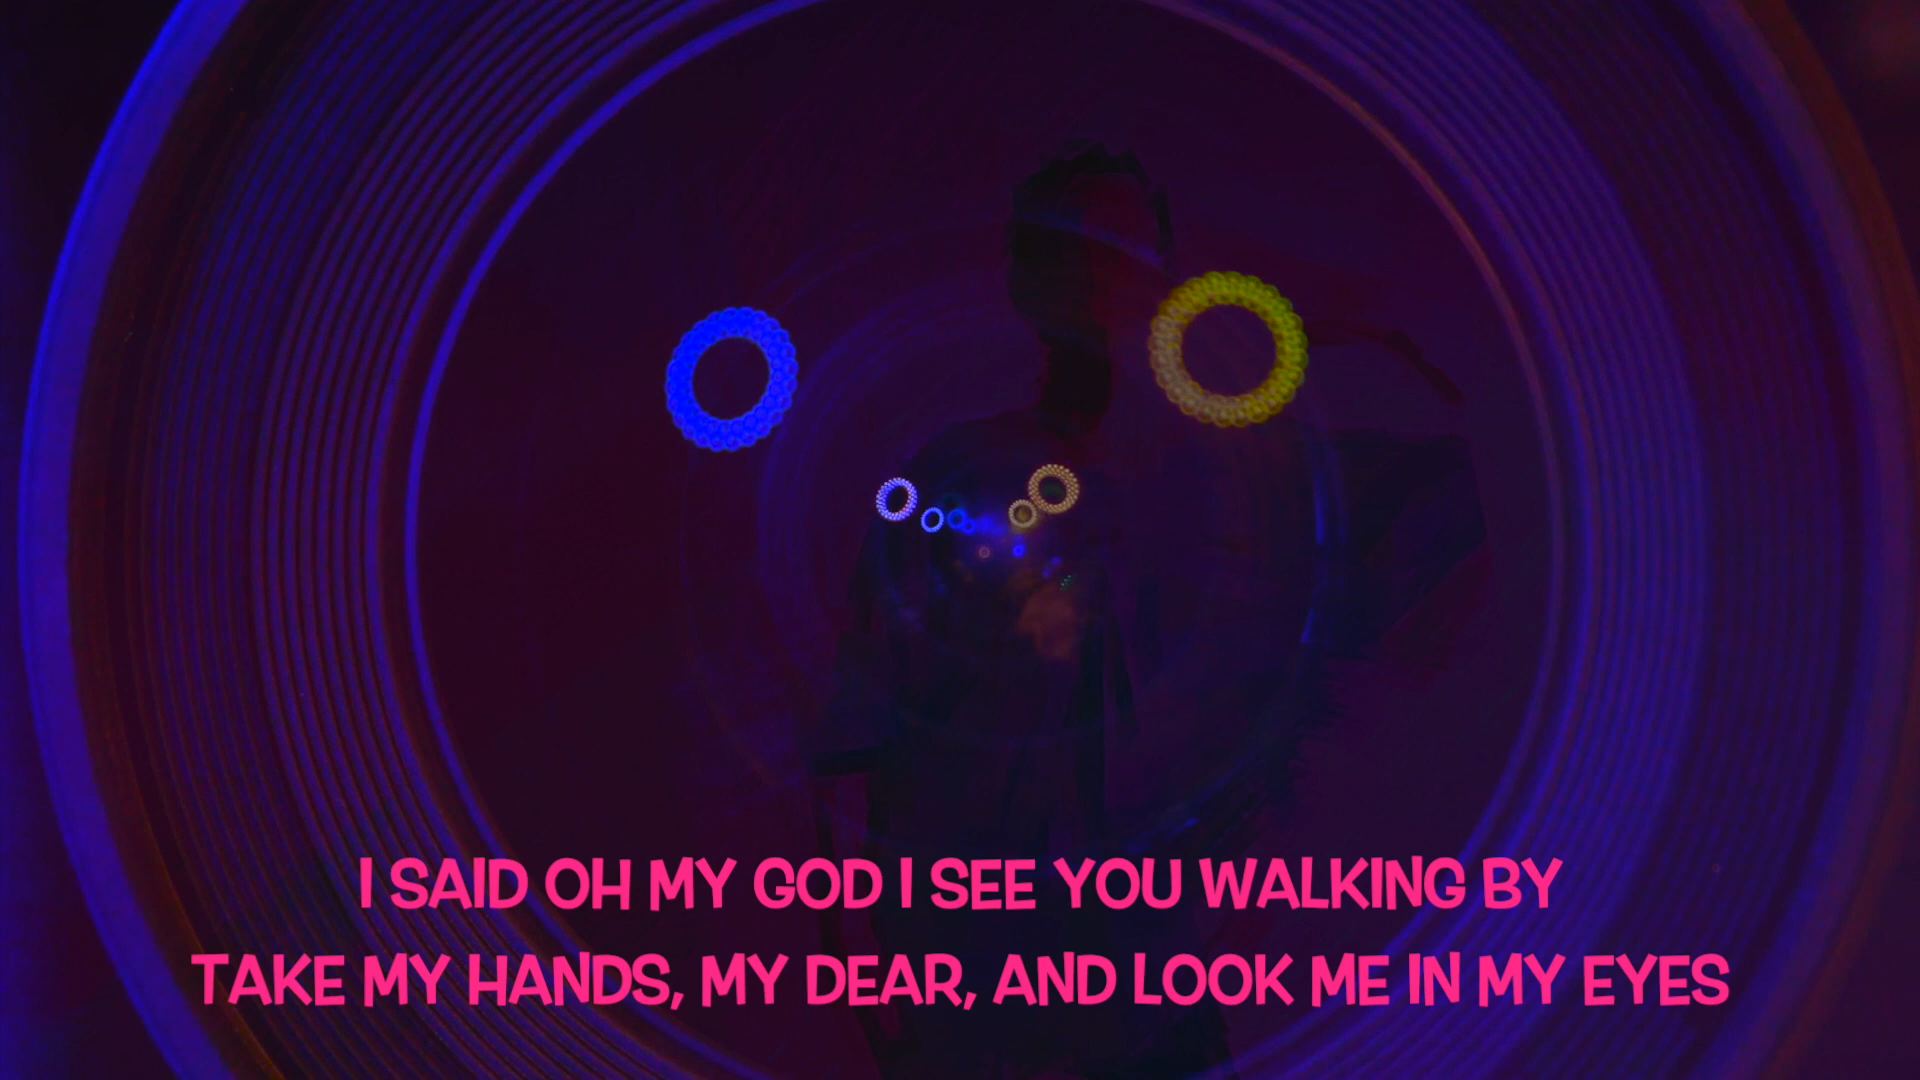 I SAID OH MY GOD I SEE YOU WALKING BY
TAKE MY HANDS, MY DEAR, AND LOOK ME IN MY EYES